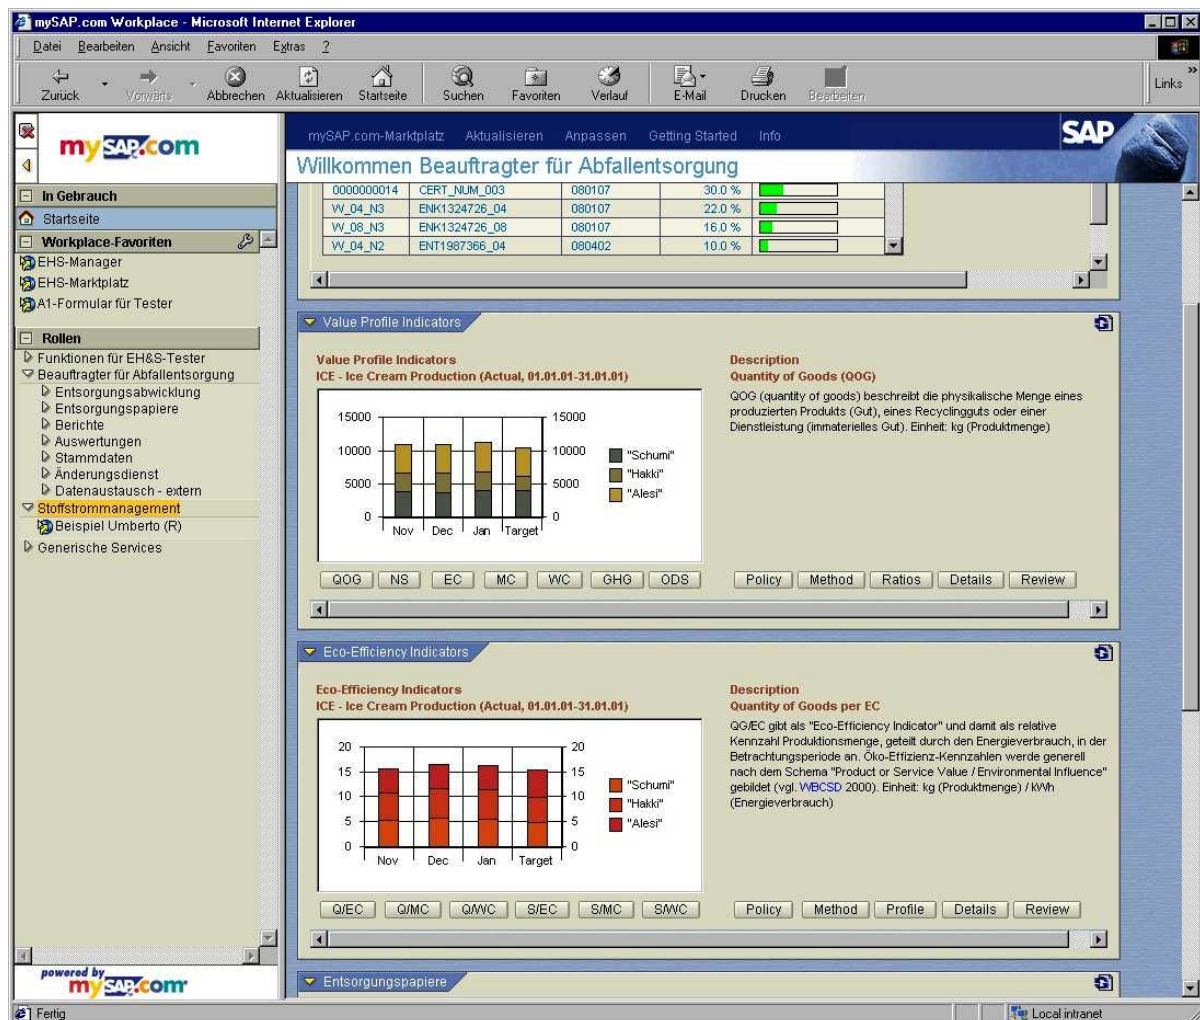 mySAP.com Workplace - Microsoft Internet Explorer
Datei Bearbeiten Ansicht Favoriten Extras ?
Zurück Vorwärts Abbrechen Aktualisieren Startseite Suchen Favoriten Verlauf E-Mail Drucken Bearbeiten Links »
mySAP.com
mySAP.com-Marktplatz Aktualisieren Anpassen Getting Started Info SAP
Willkommen Beauftragter für Abfallentsorgung
In Gebrauch
Startseite
Workplace-Favoriten
EHS-Manager
EHS-Marktplatz
A1-Formular für Tester
Rollen
Funktionen für EH&S-Tester
Beauftragter für Abfallentsorgung
Entsorgungsabwicklung
Entsorgungspapiere
Berichte
Auswertungen
Stammdaten
Änderungsdienst
Datenaustausch - extern
Stoffstrommanagement
Beispiel Umberto (R)
Generische Services
powered by
mySAP.com
0000000014 CERT_NUM_003 080107 30.0 %
VV_04_N3 ENK1324726_04 080107 22.0 %
VV_08_N3 ENK1324726_08 080107 16.0 %
VV_04_N2 ENT1987366_04 080402 10.0 %
Value Profile Indicators
Value Profile Indicators
ICE - Ice Cream Production (Actual, 01.01.01-31.01.01)
15000 15000
10000 10000
5000 5000
0 0
Nov Dec Jan Target
"Schumi"
"Hakki"
"Alesi"
QOG NS EC MC WC GHG ODS
Description
Quantity of Goods (QOG)
QOG (quantity of goods) beschreibt die physikalische Menge eines
produzierten Produkts (Gut), eines Recyclingguts oder einer
Dienstleistung (immaterielles Gut). Einheit: kg (Produktmenge)
Policy Method Ratios Details Review
Eco-Efficiency Indicators
Eco-Efficiency Indicators
ICE - Ice Cream Production (Actual, 01.01.01-31.01.01)
20 20
15 15
10 10
5 5
0 0
Nov Dec Jan Target
"Schumi"
"Hakki"
"Alesi"
Q/EC Q/MC Q/WC S/EC S/MC S/WC
Description
Quantity of Goods per EC
QG/EC gibt als "Eco-Efficiency Indicator" und damit als relative
Kennzahl Produktionsmenge, geteilt durch den Energieverbrauch, in der
Betrachtungsperiode an. Öko-Effizienz-Kennzahlen werde generell
nach dem Schema "Product or Service Value / Environmental Influence"
gebildet (vgl. WBCSD 2000). Einheit: kg (Produktmenge) / kWh
(Energieverbrauch)
Policy Method Profile Details Review
Entsorgungspapiere
Fertig
Local intranet